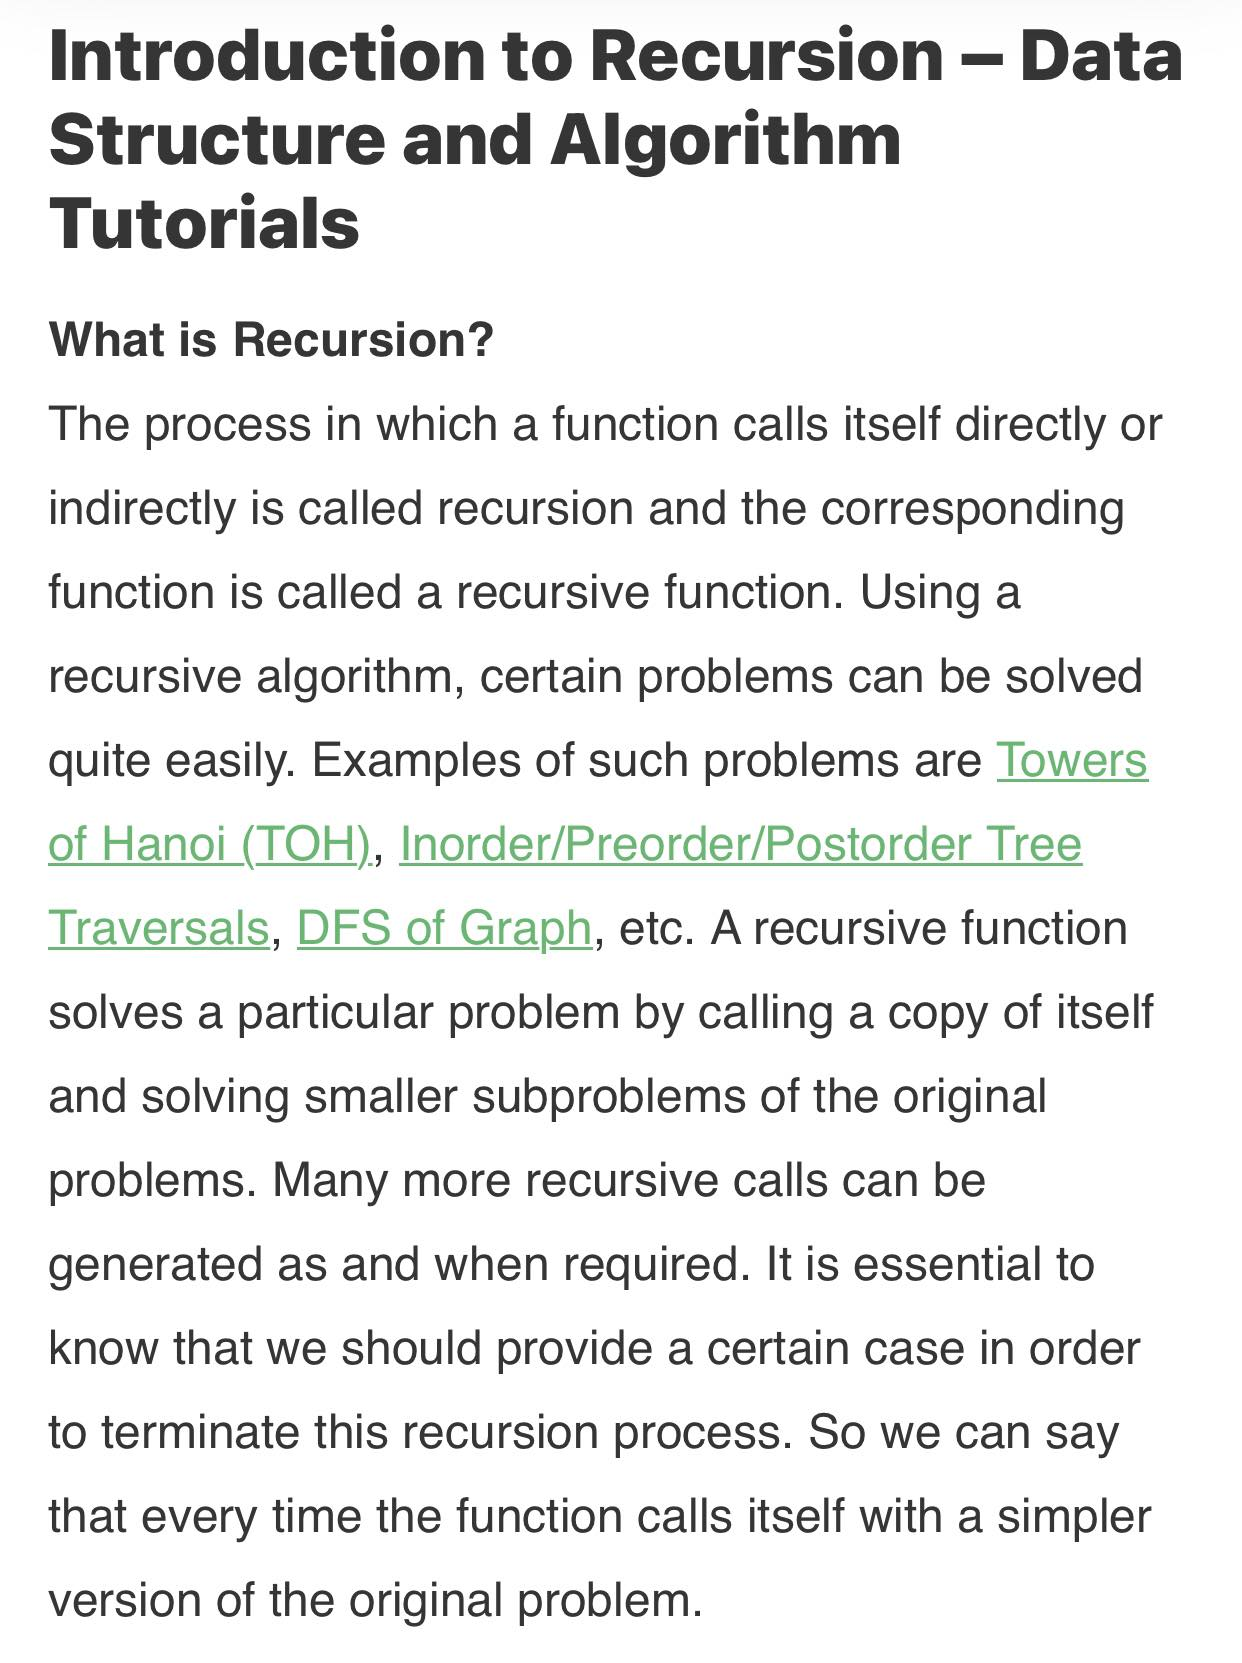 Introduction to Recursion – Data
Structure and Algorithm
Tutorials
What is Recursion?
The process in which a function calls itself directly or
indirectly is called recursion and the corresponding
function is called a recursive function. Using a
recursive algorithm, certain problems can be solved
quite easily. Examples of such problems are Towers
of Hanoi (TOH), Inorder/Preorder/Postorder Tree
Traversals, DFS of Graph, etc. A recursive function
solves a particular problem by calling a copy of itself
and solving smaller subproblems of the original
problems. Many more recursive calls can be
generated as and when required. It is essential to
know that we should provide a certain case in order
to terminate this recursion process. So we can say
that every time the function calls itself with a simpler
version of the original problem.